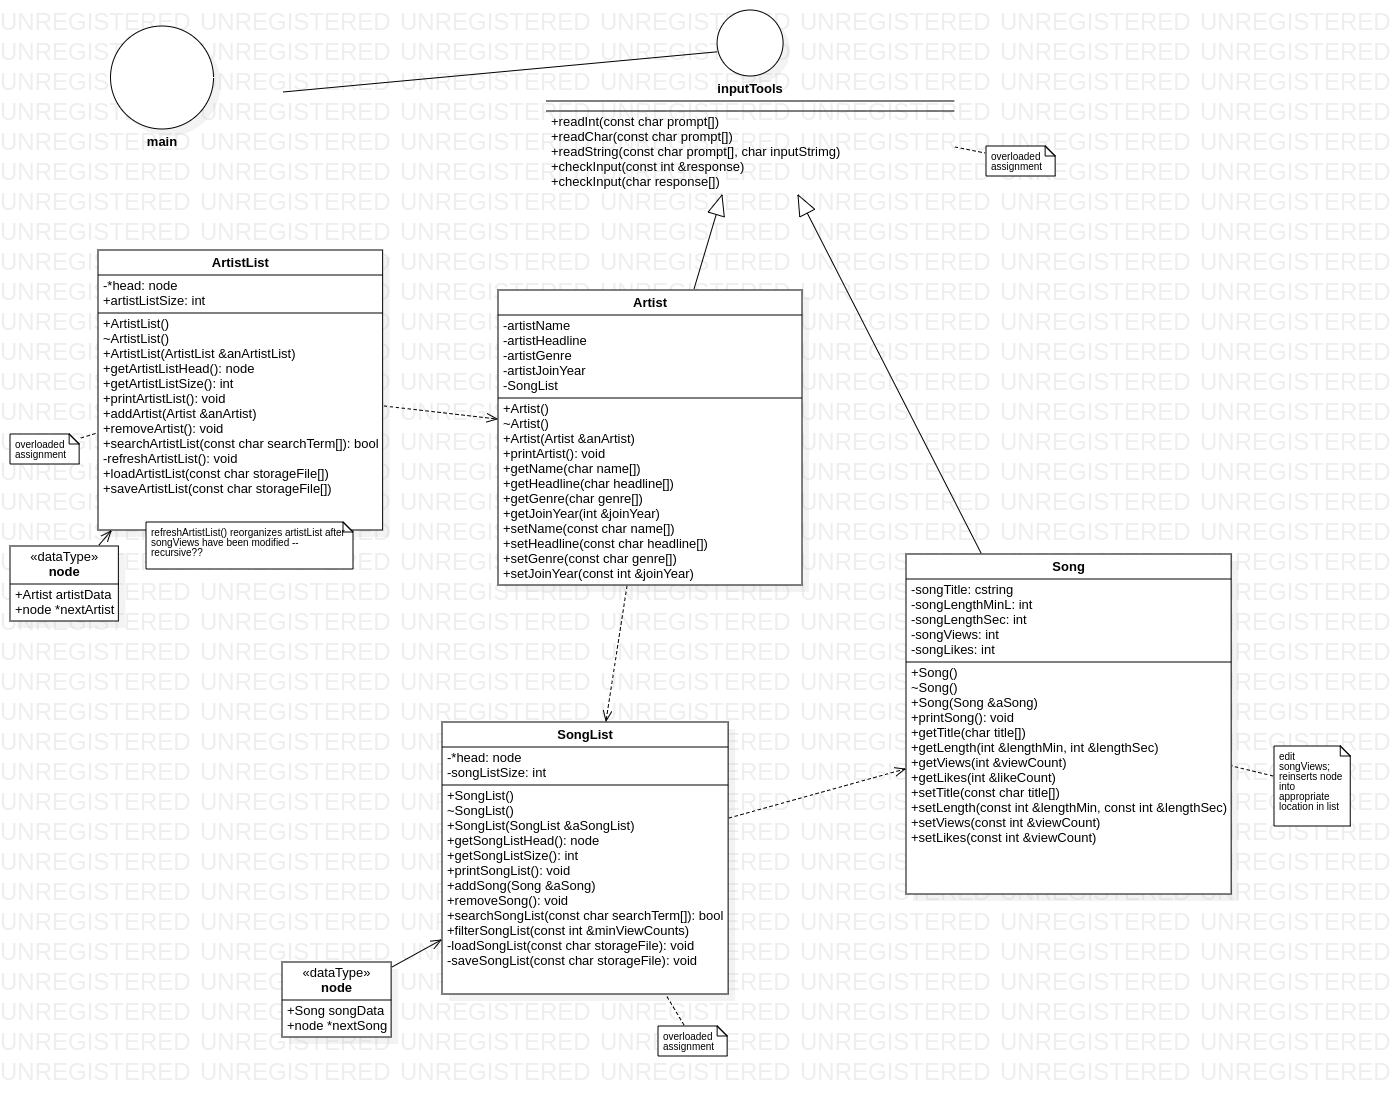 main
inputTools
+readInt(const char prompt[])
+readChar(const char prompt[])
+readString(const char prompt[], char inputStrimg)
+checkInput(const int &response)
+checkInput(char response[])
overloaded
assignment
ArtistList
-*head: node
+artistListSize: int
+ArtistList()
~ArtistList()
+ArtistList(ArtistList &anArtistList)
+getArtistListHead(): node
+getArtistListSize(): int
+printArtistList(): void
+addArtist(Artist &anArtist)
+removeArtist(): void
+searchArtistList(const char searchTerm[]): bool
-refreshArtistList(): void
+loadArtistList(const char storageFile[])
+saveArtistList(const char storageFile[])
overloaded
assignment
refreshArtistList() reorganizes artistList after
songViews have been modified --
recursive??
«dataType»
node
+Artist artistData
+node *nextArtist
Artist
-artistName
-artistHeadline
-artistGenre
-artistJoinYear
-SongList
+Artist()
~Artist()
+Artist(Artist &anArtist)
+printArtist(): void
+getName(char name[])
+getHeadline(char headline[])
+getGenre(char genre[])
+getJoinYear(int &joinYear)
+setName(const char name[])
+setHeadline(const char headline[])
+setGenre(const char genre[])
+setJoinYear(const int &joinYear)
Song
-songTitle: cstring
-songLengthMinL: int
-songLengthSec: int
-songViews: int
-songLikes: int
+Song()
~Song()
+Song(Song &aSong)
+printSong(): void
+getTitle(char title[])
+getLength(int &lengthMin, int &lengthSec)
+getViews(int &viewCount)
+getLikes(int &likeCount)
+setTitle(const char title[])
+setLength(const int &lengthMin, const int &lengthSec)
+setViews(const int &viewCount)
+setLikes(const int &viewCount)
edit
songViews;
reinserts node
into
appropriate
location in list
SongList
-*head: node
-songListSize: int
+SongList()
~SongList()
+SongList(SongList &aSongList)
+getSongListHead(): node
+getSongListSize(): int
+printSongList(): void
+addSong(Song &aSong)
+removeSong(): void
+searchSongList(const char searchTerm[]): bool
+filterSongList(const int &minViewCounts)
-loadSongList(const char storageFile): void
-saveSongList(const char storageFile): void
«dataType»
node
+Song songData
+node *nextSong
overloaded
assignment